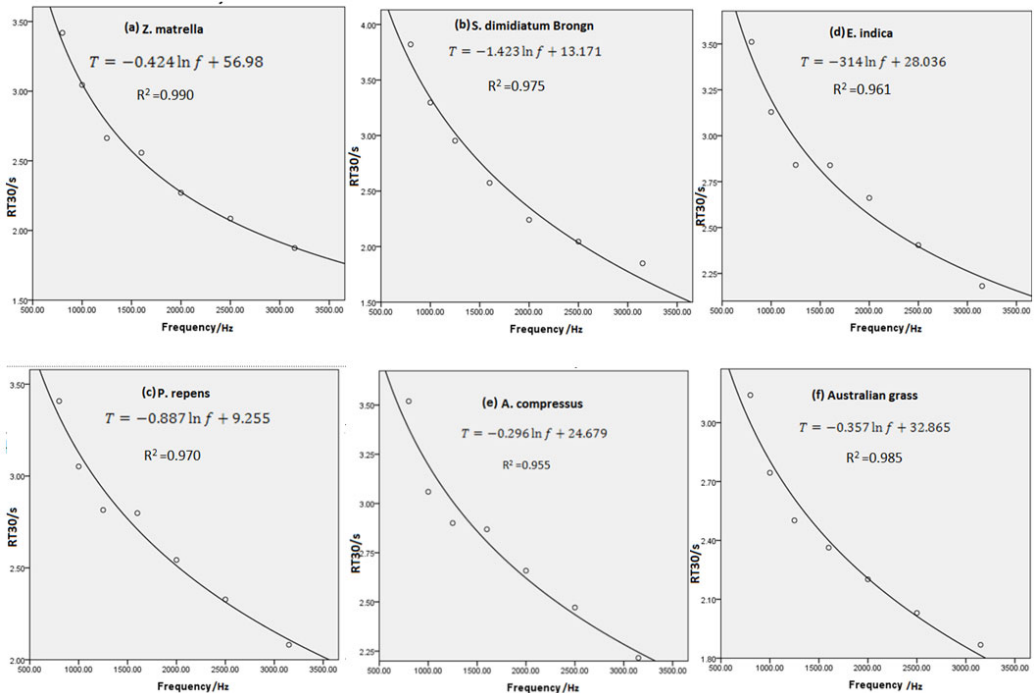 (a) Z. matrella
T = −0.424 ln f + 56.98
R² =0.990
RT30/s
3.50
3.00
2.50
2.00
1.50
500.00 1000.00 1500.00 2000.00 2500.00 3000.00 3500.00
Frequency/Hz
(b) S. dimidiatum Brongn
T = −1.423 ln f + 13.171
R² =0.975
RT30/s
4.00
3.50
3.00
2.50
2.00
1.50
500.00 1000.00 1500.00 2000.00 2500.00 3000.00 3500.00
Frequency/Hz
(d) E. indica
T = −314 ln f + 28.036
R² =0.961
RT30/s
3.50
3.25
3.00
2.75
2.50
2.25
500.00 1000.00 1500.00 2000.00 2500.00 3000.00 3500.00
Frequency/Hz
(c) P. repens
T = −0.887 ln f + 9.255
R² =0.970
RT30/s
3.50
3.00
2.50
2.00
500.00 1000.00 1500.00 2000.00 2500.00 3000.00 3500.00
Frequency/Hz
(e) A. compressus
T = −0.296 ln f + 24.679
R² =0.955
RT30/s
3.50
3.25
3.00
2.75
2.50
2.25
500.00 1000.00 1500.00 2000.00 2500.00 3000.00 3500.00
Frequency/Hz
(f) Australian grass
T = −0.357 ln f + 32.865
R² =0.985
RT30/s
3.00
2.70
2.40
2.10
1.80
500.00 1000.00 1500.00 2000.00 2500.00 3000.00 3500.00
Frequency/Hz